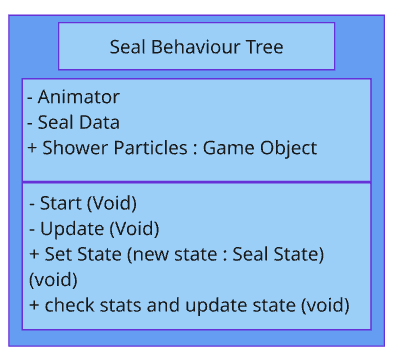 Seal Behaviour Tree
- Animator
- Seal Data
+ Shower Particles : Game Object
- Start (Void)
- Update (Void)
+ Set State (new state : Seal State)
(void)
+ check stats and update state (void)